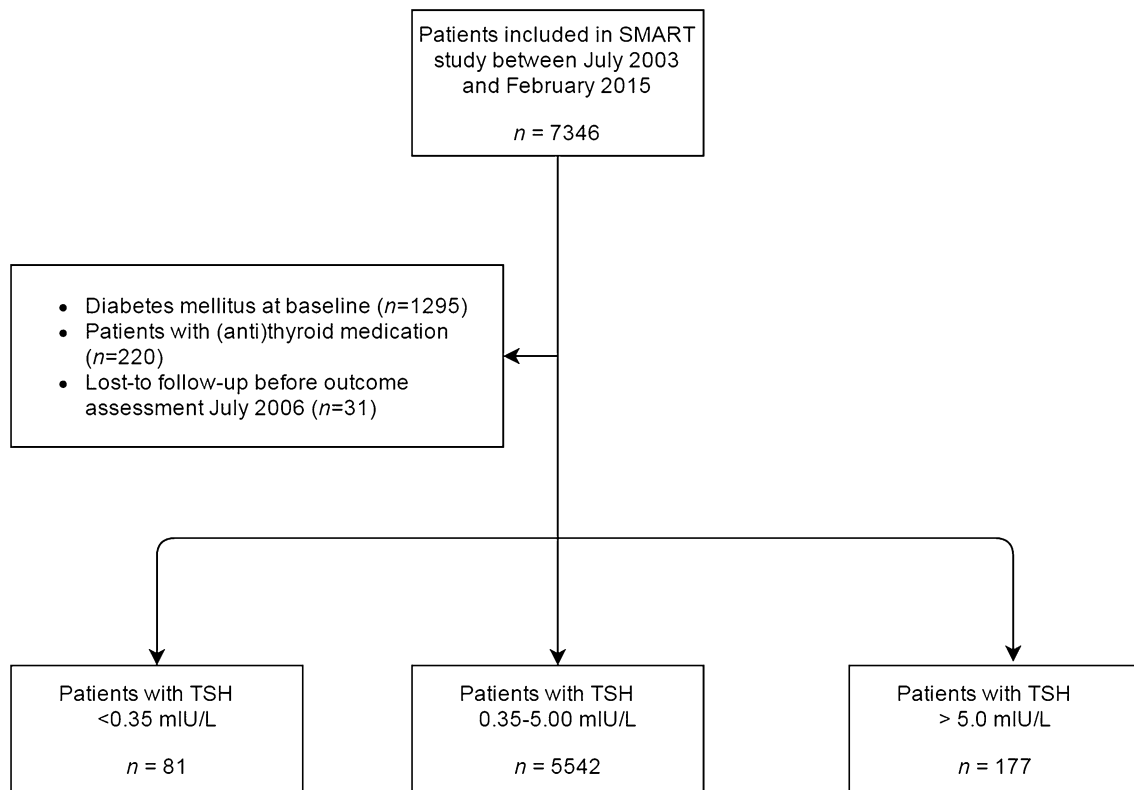 Patients included in SMART
study between July 2003
and February 2015
n = 7346
• Diabetes mellitus at baseline (n=1295)
• Patients with (anti)thyroid medication
(n=220)
• Lost-to follow-up before outcome
assessment July 2006 (n=31)
Patients with TSH
<0.35 mIU/L
n = 81
Patients with TSH
0.35-5.00 mIU/L
n = 5542
Patients with TSH
> 5.0 mIU/L
n = 177